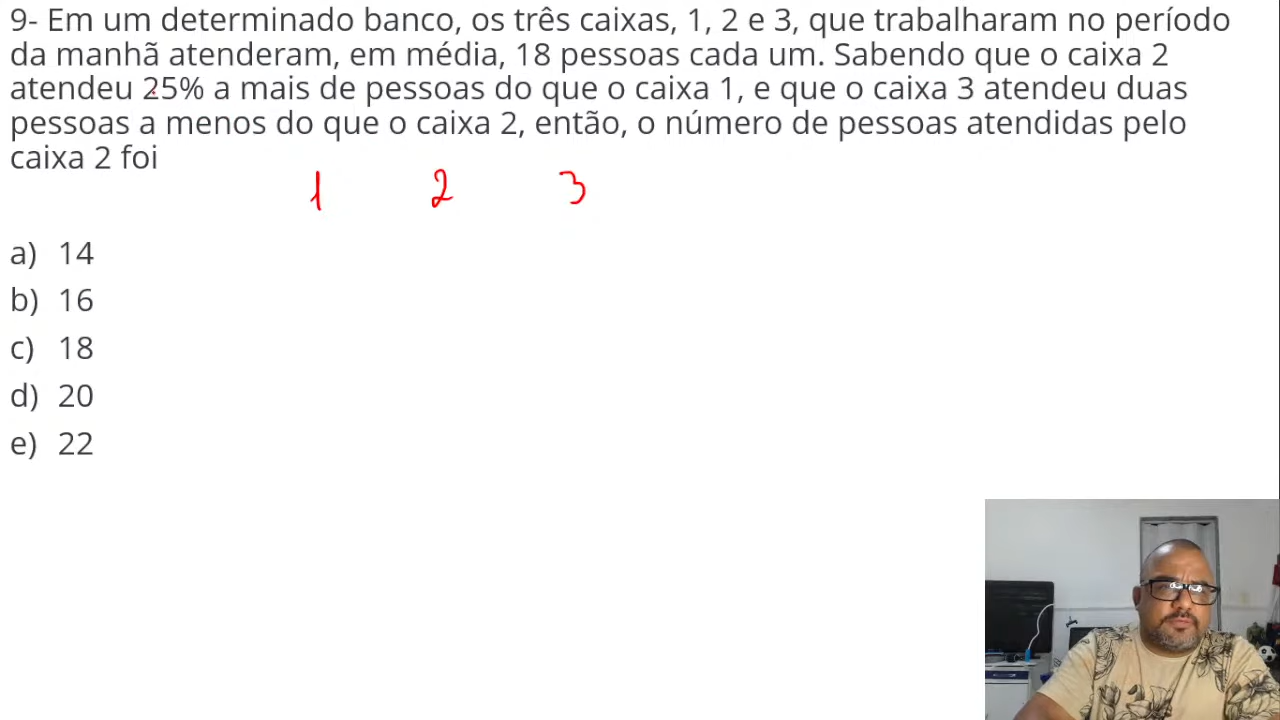 9- Em um determinado banco, os três caixas, 1, 2 e 3, que trabalharam no período
da manhã atenderam, em média, 18 pessoas cada um. Sabendo que o caixa 2
atendeu 25% a mais de pessoas do que o caixa 1, e que o caixa 3 atendeu duas
pessoas a menos do que o caixa 2, então, o número de pessoas atendidas pelo
caixa 2 foi
1 2 3
a) 14
b) 16
c) 18
d) 20
e) 22